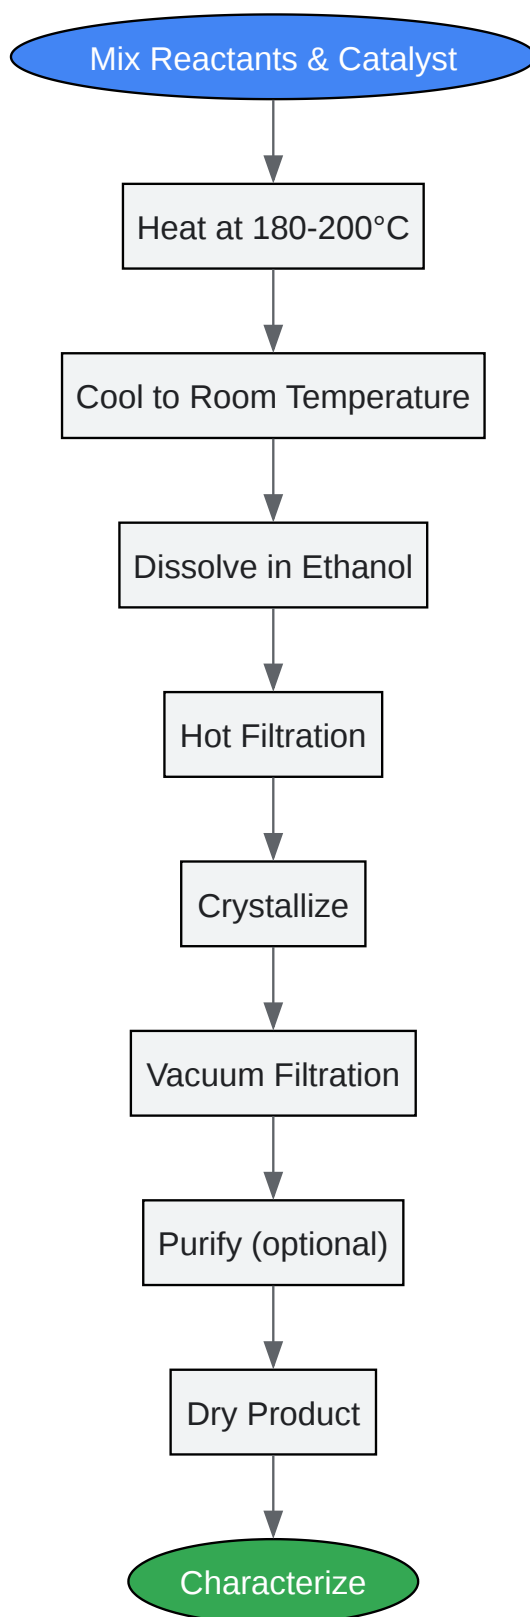 Mix Reactants & Catalyst
Heat at 180-200°C
Cool to Room Temperature
Dissolve in Ethanol
Hot Filtration
Crystallize
Vacuum Filtration
Purify (optional)
Dry Product
Characterize